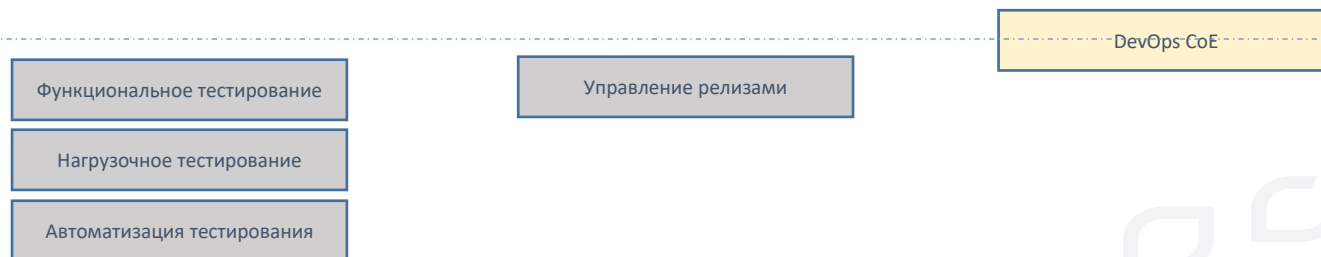 DevOps CoE
Функциональное тестирование
Управление релизами
Нагрузочное тестирование
Автоматизация тестирования